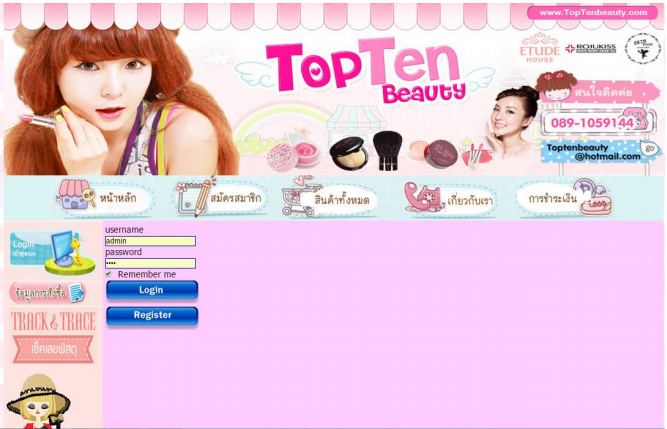 www.TopTenbeauty.com
TopTen
Beauty
ETUDE
HOUSE
ROJUKISS
สนใจติดต่อ
089-1059144
Toptenbeauty
@hotmail.com
go
หน้าหลัก
สมัครสมาชิก
สินค้าทั้งหมด
เกี่ยวกับเรา
การชำระเงิน
Login
เข้าสู่ระบบ
username
admin
password
••••
Remember me
Login
Register
ข้อมูลการสั่งซื้อ
TRACK & TRACE
เช็คเลขพัสดุ